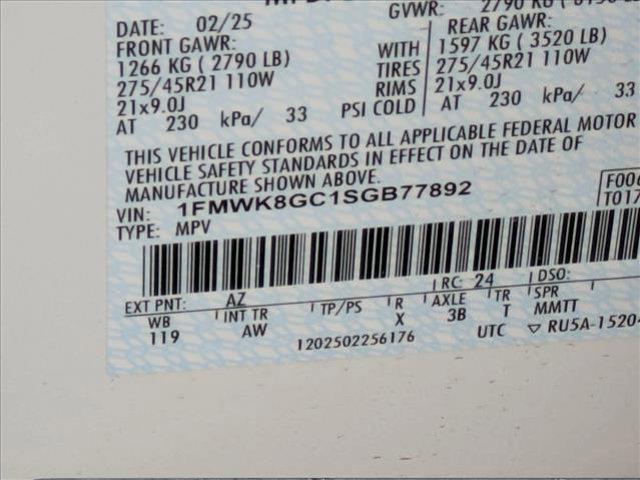 GVWR: 2790 KG
DATE: 02/25
FRONT GAWR:
1266 KG ( 2790 LB)
275/45R21 110W
21x9.0J
AT 230 kPa/ 33
WITH
TIRES
RIMS
PSI COLD
REAR GAWR:
1597 KG ( 3520 LB)
275/45R21 110W
21x9.0J
AT 230 kPa/ 33
THIS VEHICLE CONFORMS TO ALL APPLICABLE FEDERAL MOTOR
VEHICLE SAFETY STANDARDS IN EFFECT ON THE DATE OF
MANUFACTURE SHOWN ABOVE.
VIN: 1FMWK8GC1SGB77892
TYPE: MPV
F006
T017
EXT PNT: AZ RC: 24 DSO:
WB INT TR TP/PS R AXLE TR SPR
119 AW X 3B T MMTT
1202502256176 UTC ▽ RU5A-1520